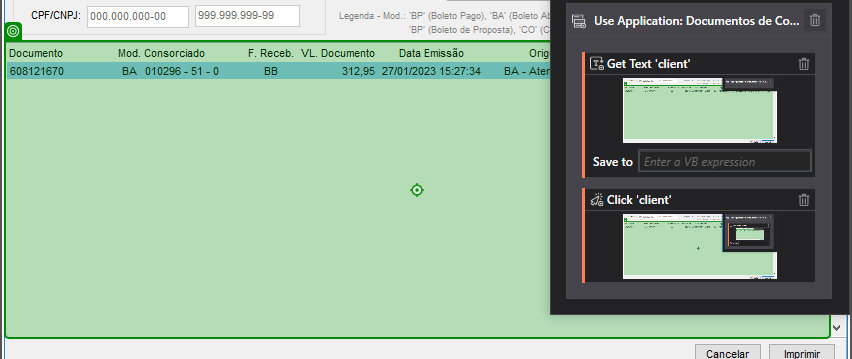 CPF/CNPJ: 000.000.000-00 999.999.999-99
Legenda - Mod.: 'BP' (Boleto Pago), 'BA' (Boleto Ab
'BP' (Boleto de Proposta), 'CO' (C
Documento Mod. Consorciado F. Receb. VL. Documento Data Emissão Orig
608121670 BA 010296 - 51 - 0 BB 312,95 27/01/2023 15:27:34 BA - Aten
Use Application: Documentos de Co...
Get Text 'client'
Save to Enter a VB expression
Click 'client'
Cancelar Imprimir